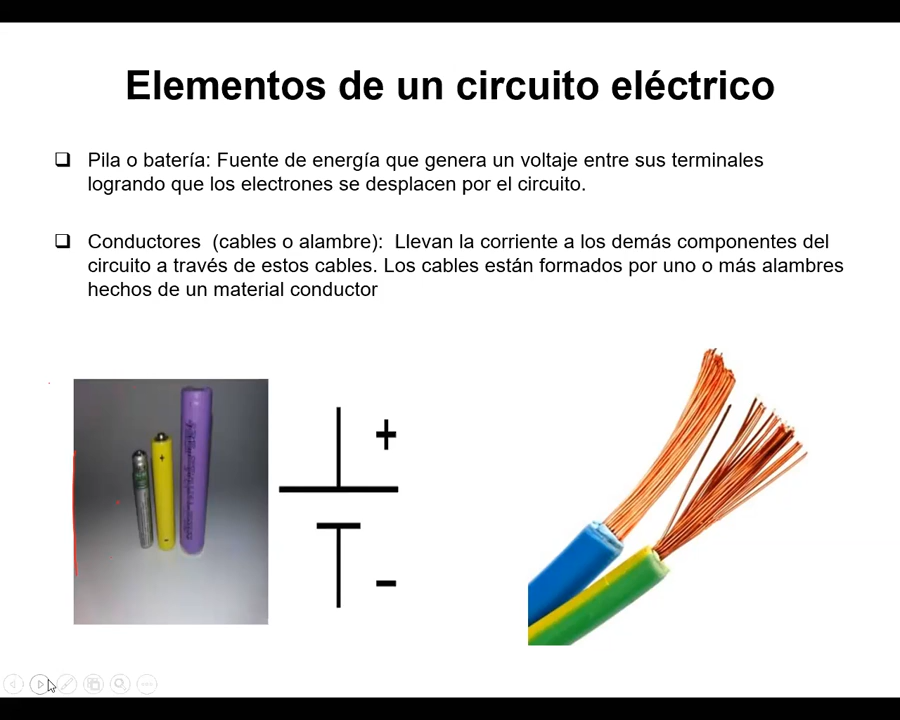 Elementos de un circuito eléctrico
Pila o batería: Fuente de energía que genera un voltaje entre sus terminales
logrando que los electrones se desplacen por el circuito.
Conductores (cables o alambre): Llevan la corriente a los demás componentes del
circuito a través de estos cables. Los cables están formados por uno o más alambres
hechos de un material conductor
+
-
+
-